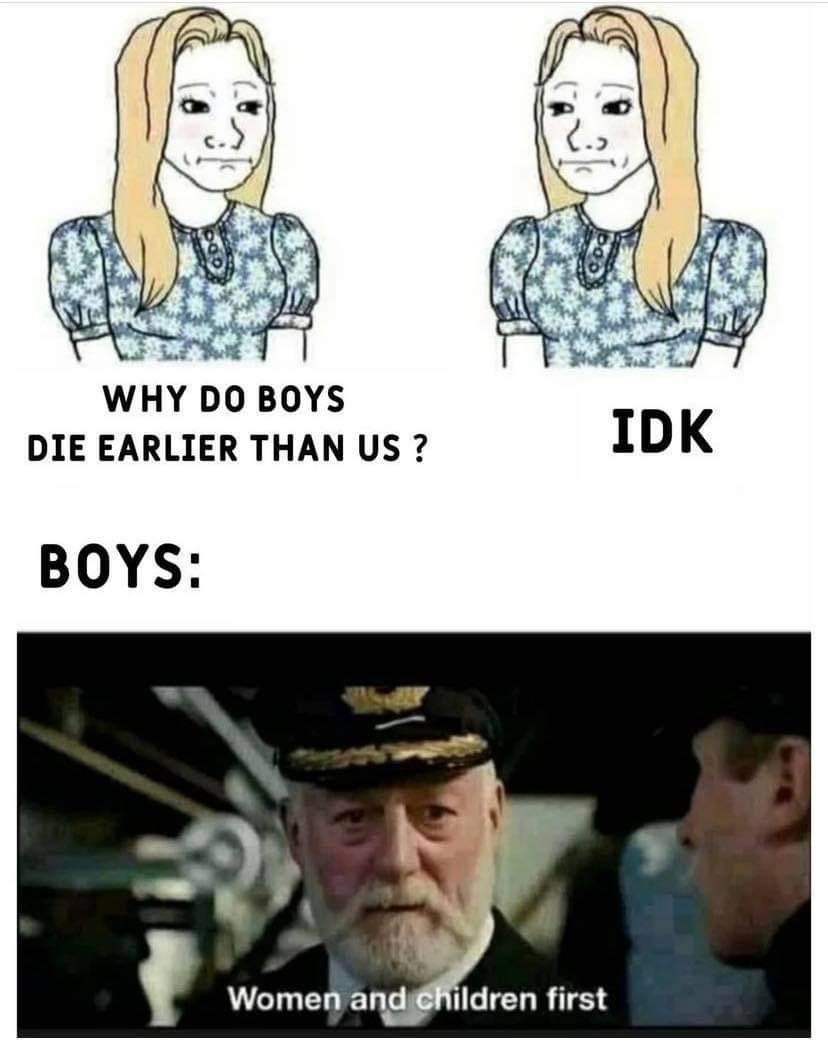 WHY DO BOYS
DIE EARLIER THAN US ?
IDK
BOYS:
Women and children first